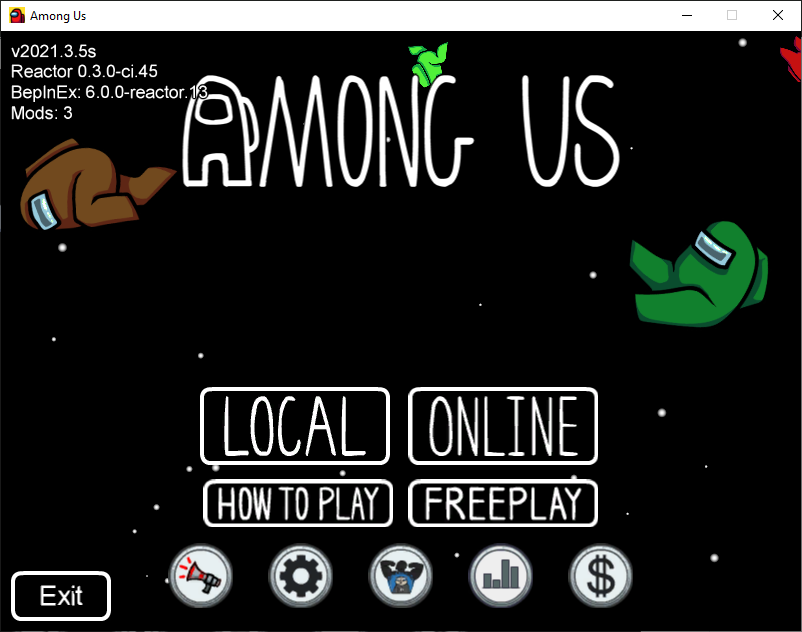 Among Us
v2021.3.5s
Reactor 0.3.0-ci.45
BepInEx: 6.0.0-reactor.13
Mods: 3
AMONG US
LOCAL
ONLINE
HOW TO PLAY
FREEPLAY
$
Exit